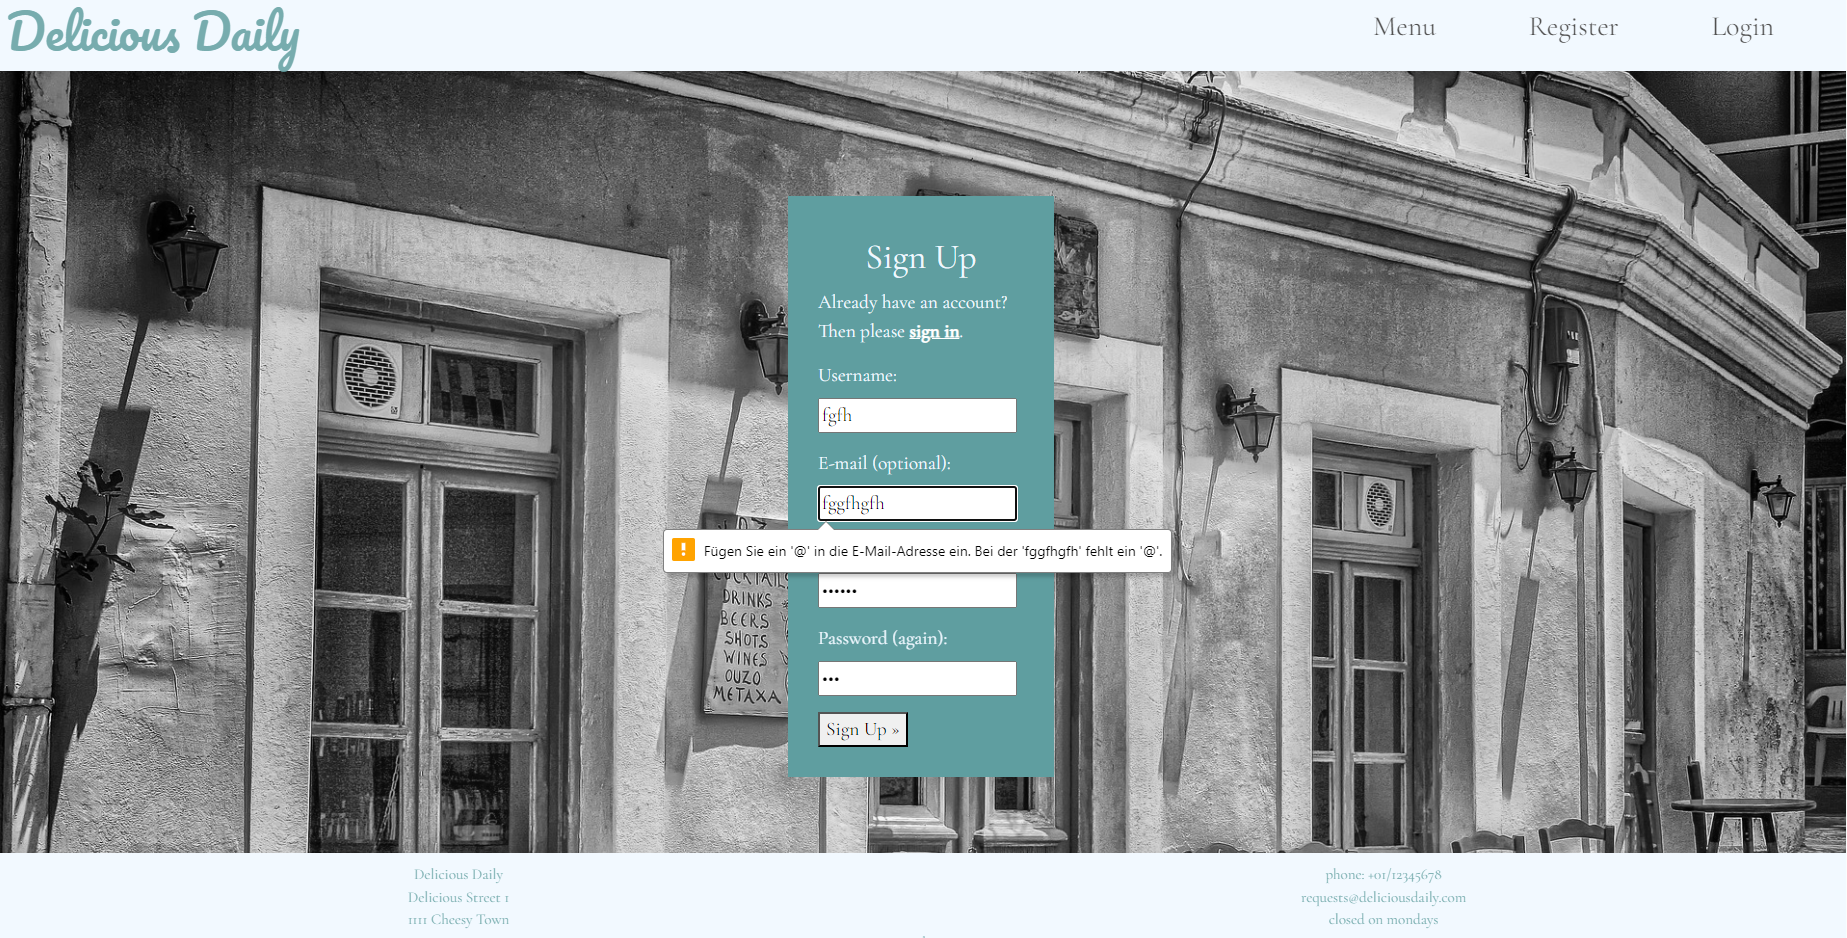 Delicious Daily
Menu
Register
Login
Sign Up
Already have an account?
Then please sign in.
Username:
fgfh
E-mail (optional):
fggfhgfh
Fügen Sie ein '@' in die E-Mail-Adresse ein. Bei der 'fggfhgfh' fehlt ein '@'.
••••••
COCKTAILS
DRINKS
BEERS
SHOTS
WINES
OUZO
METAXA
Password (again):
•••
Sign Up »
Delicious Daily
Delicious Street 1
1111 Cheesy Town
phone: +01/12345678
requests@deliciousdaily.com
closed on mondays